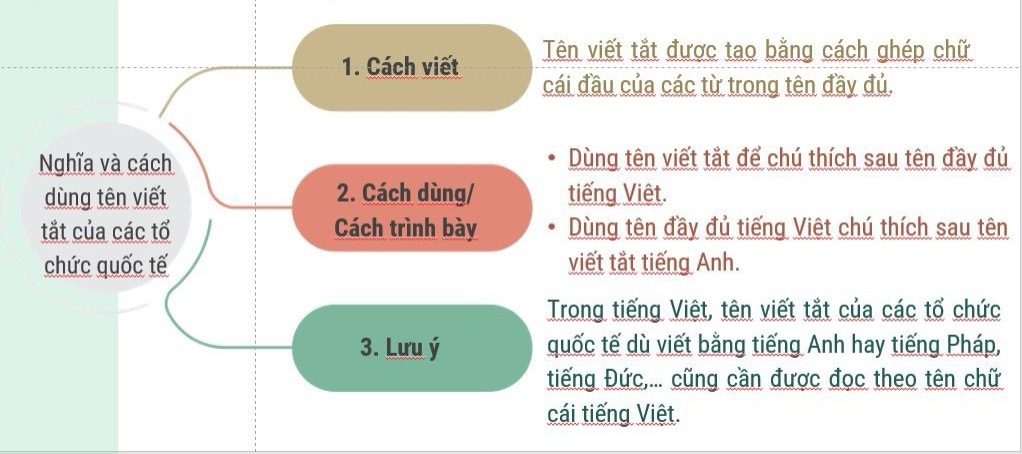 Nghĩa và cách
dùng tên viết
tắt của các tổ
chức quốc tế
1. Cách viết
Tên viết tắt được tao bằng cách ghép chữ
cái đầu của các từ trong tên đầy đủ.
2. Cách dùng/
Cách trình bày
• Dùng tên viết tắt để chú thích sau tên đầy đủ
tiếng Việt.
• Dùng tên đầy đủ tiếng Việt chú thích sau tên
viết tắt tiếng Anh.
3. Lưu ý
Trong tiếng Việt, tên viết tắt của các tổ chức
quốc tế dù viết bằng tiếng Anh hay tiếng Pháp,
tiếng Đức,... cũng cần được đọc theo tên chữ
cái tiếng Việt.